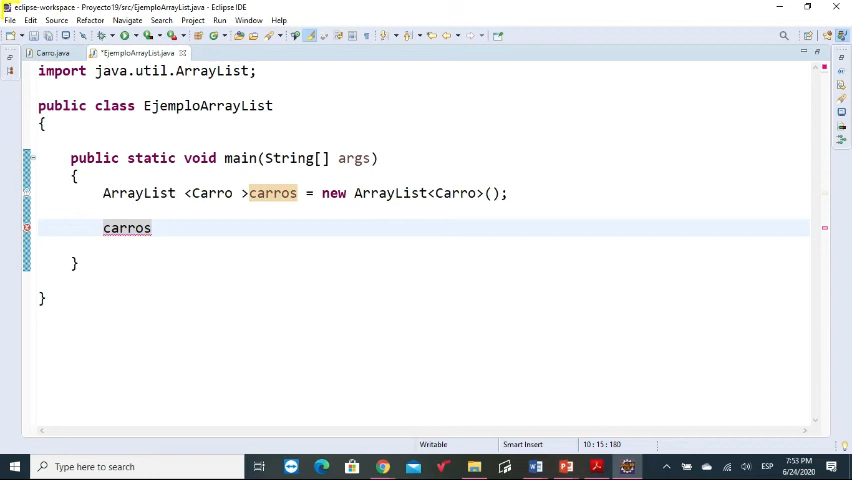 eclipse-workspace - Proyecto19/src/EjemploArrayList.java - Eclipse IDE
File Edit Source Refactor Navigate Search Project Run Window Help
Carro.java *EjemploArrayList.java
import java.util.ArrayList;
public class EjemploArrayList
{
public static void main(String[] args)
{
ArrayList <Carro >carros = new ArrayList<Carro>();
carros
}
}
Writable Smart Insert 10 : 15 : 180
Type here to search
ESP
7:53 PM
6/24/2020